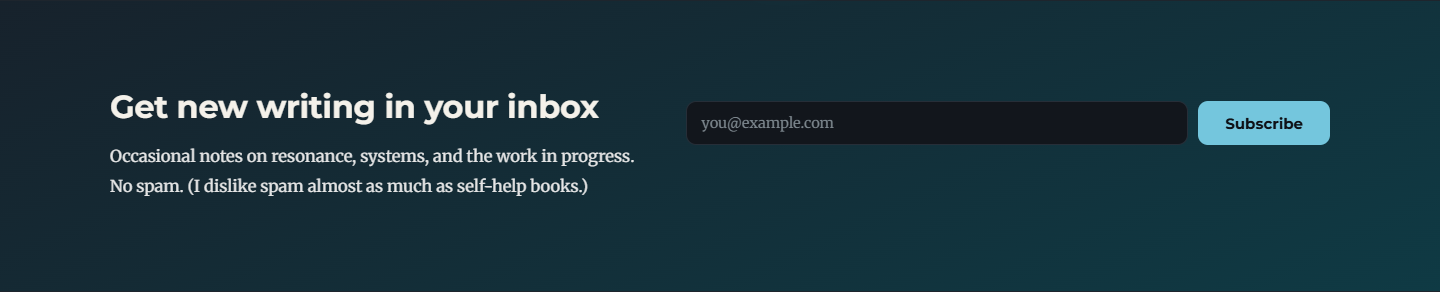 Get new writing in your inbox
Occasional notes on resonance, systems, and the work in progress.
No spam. (I dislike spam almost as much as self-help books.)
you@example.com
Subscribe